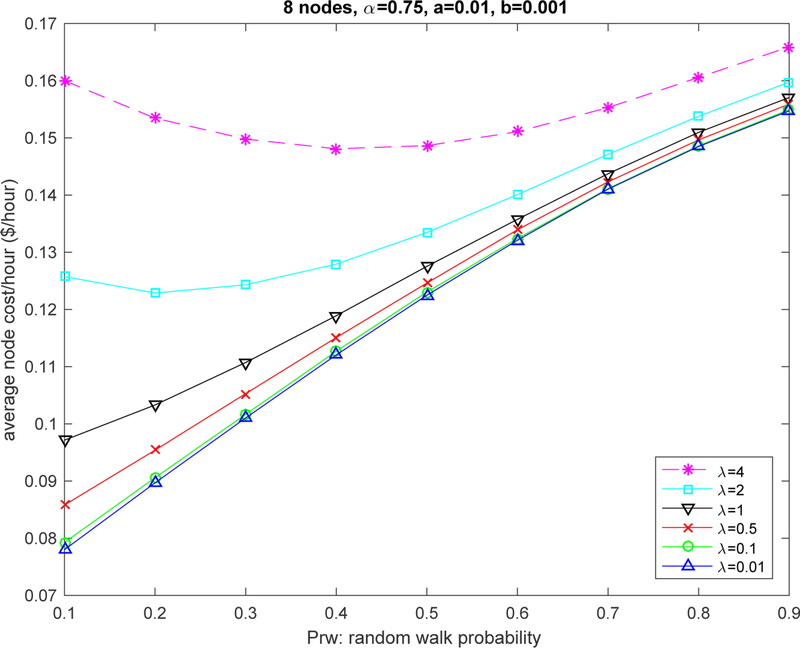 8 nodes, α=0.75, a=0.01, b=0.001
average node cost/hour ($/hour)
0.17
0.16
0.15
0.14
0.13
0.12
0.11
0.1
0.09
0.08
0.07
λ=4
λ=2
λ=1
λ=0.5
λ=0.1
λ=0.01
0.1 0.2 0.3 0.4 0.5 0.6 0.7 0.8 0.9
Prw: random walk probability